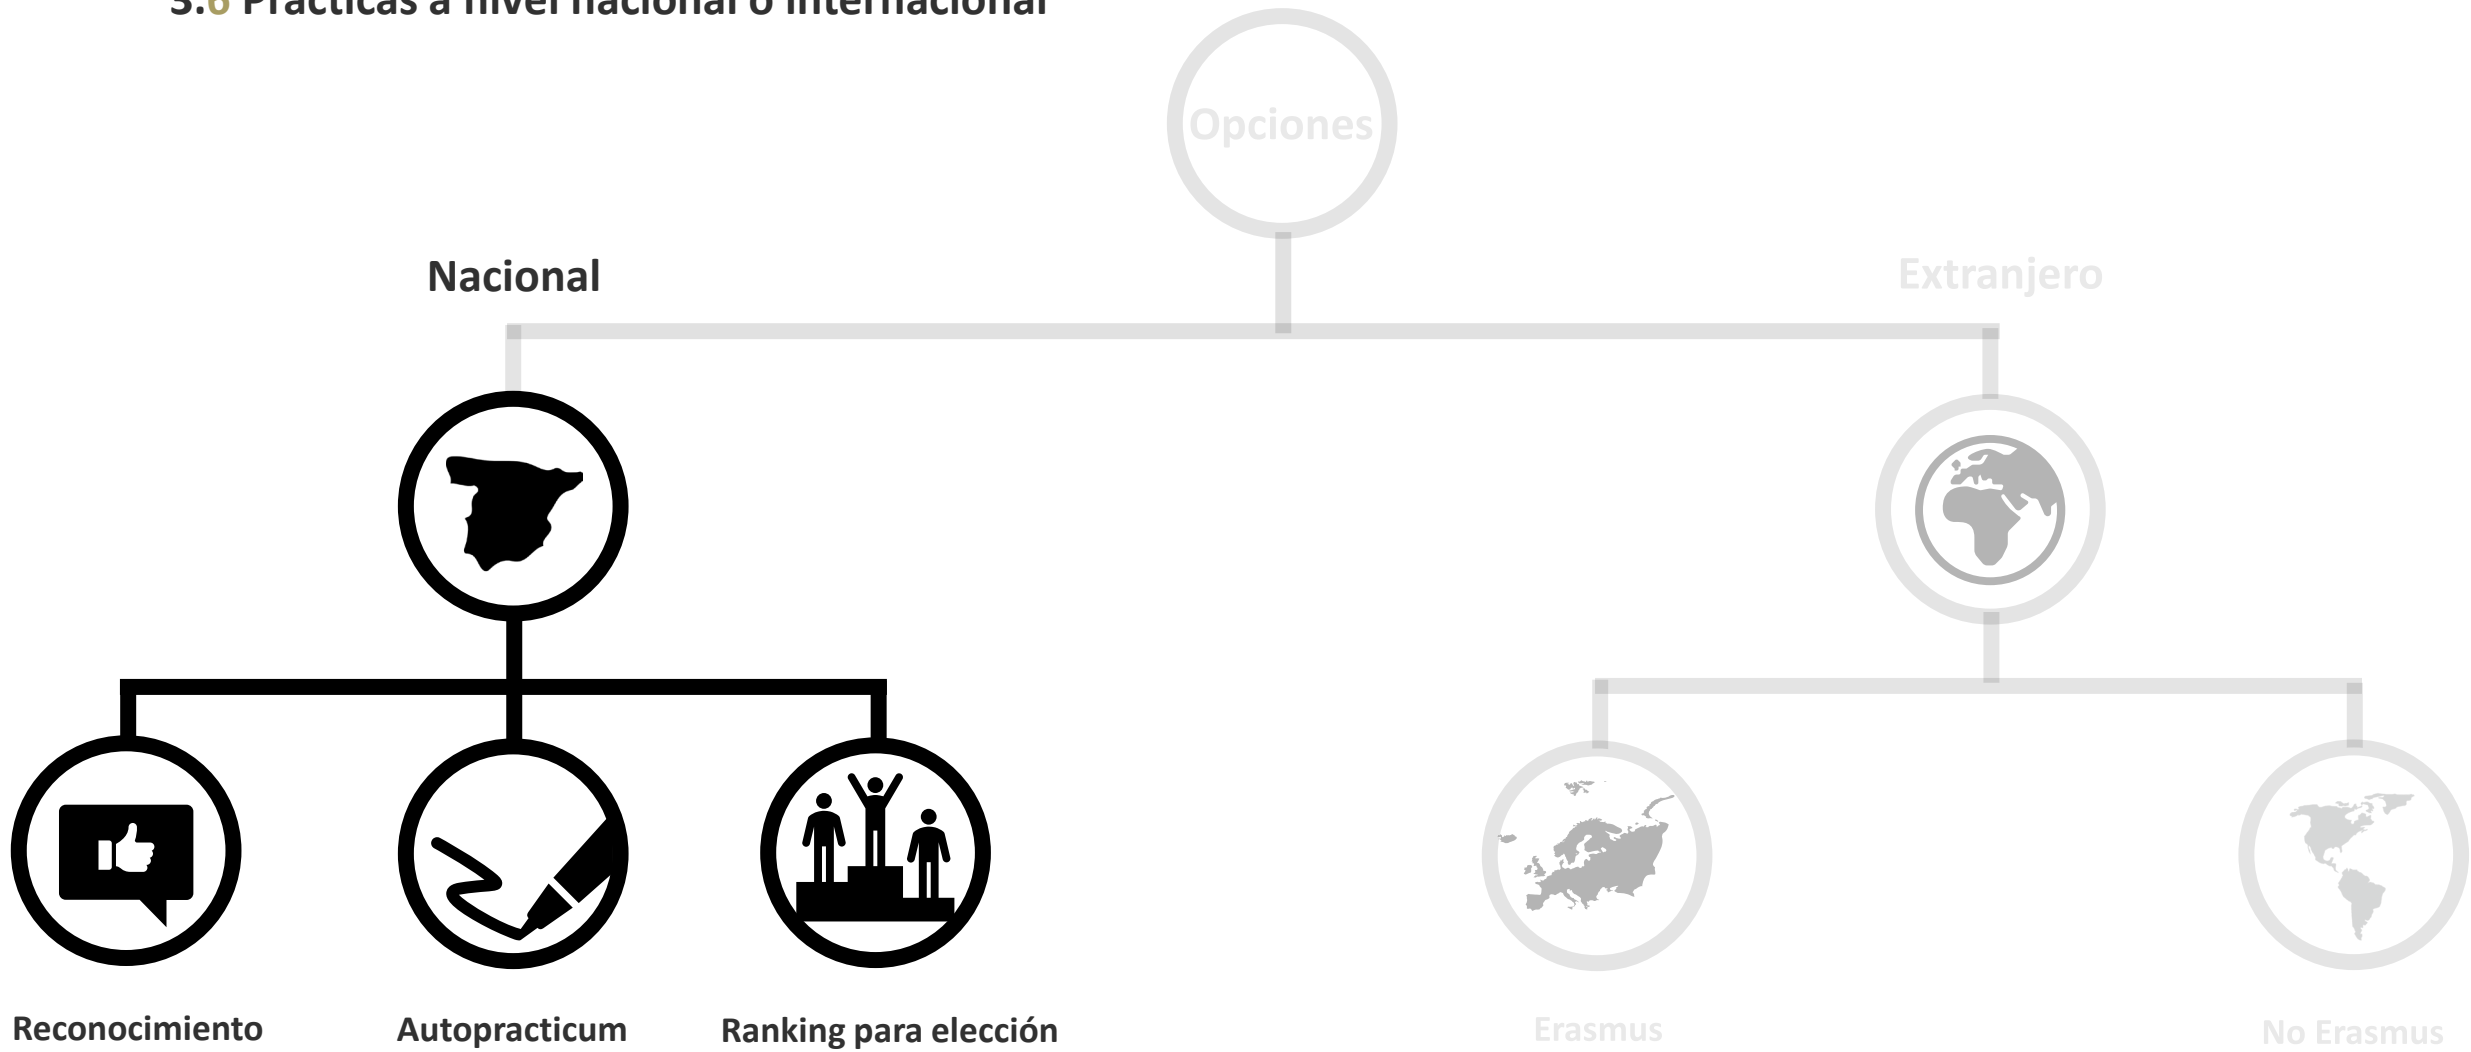 3.6 Prácticas a nivel nacional o internacional
Opciones
Nacional
Extranjero
Reconocimiento
Autopracticum
Ranking para elección
Erasmus
No Erasmus